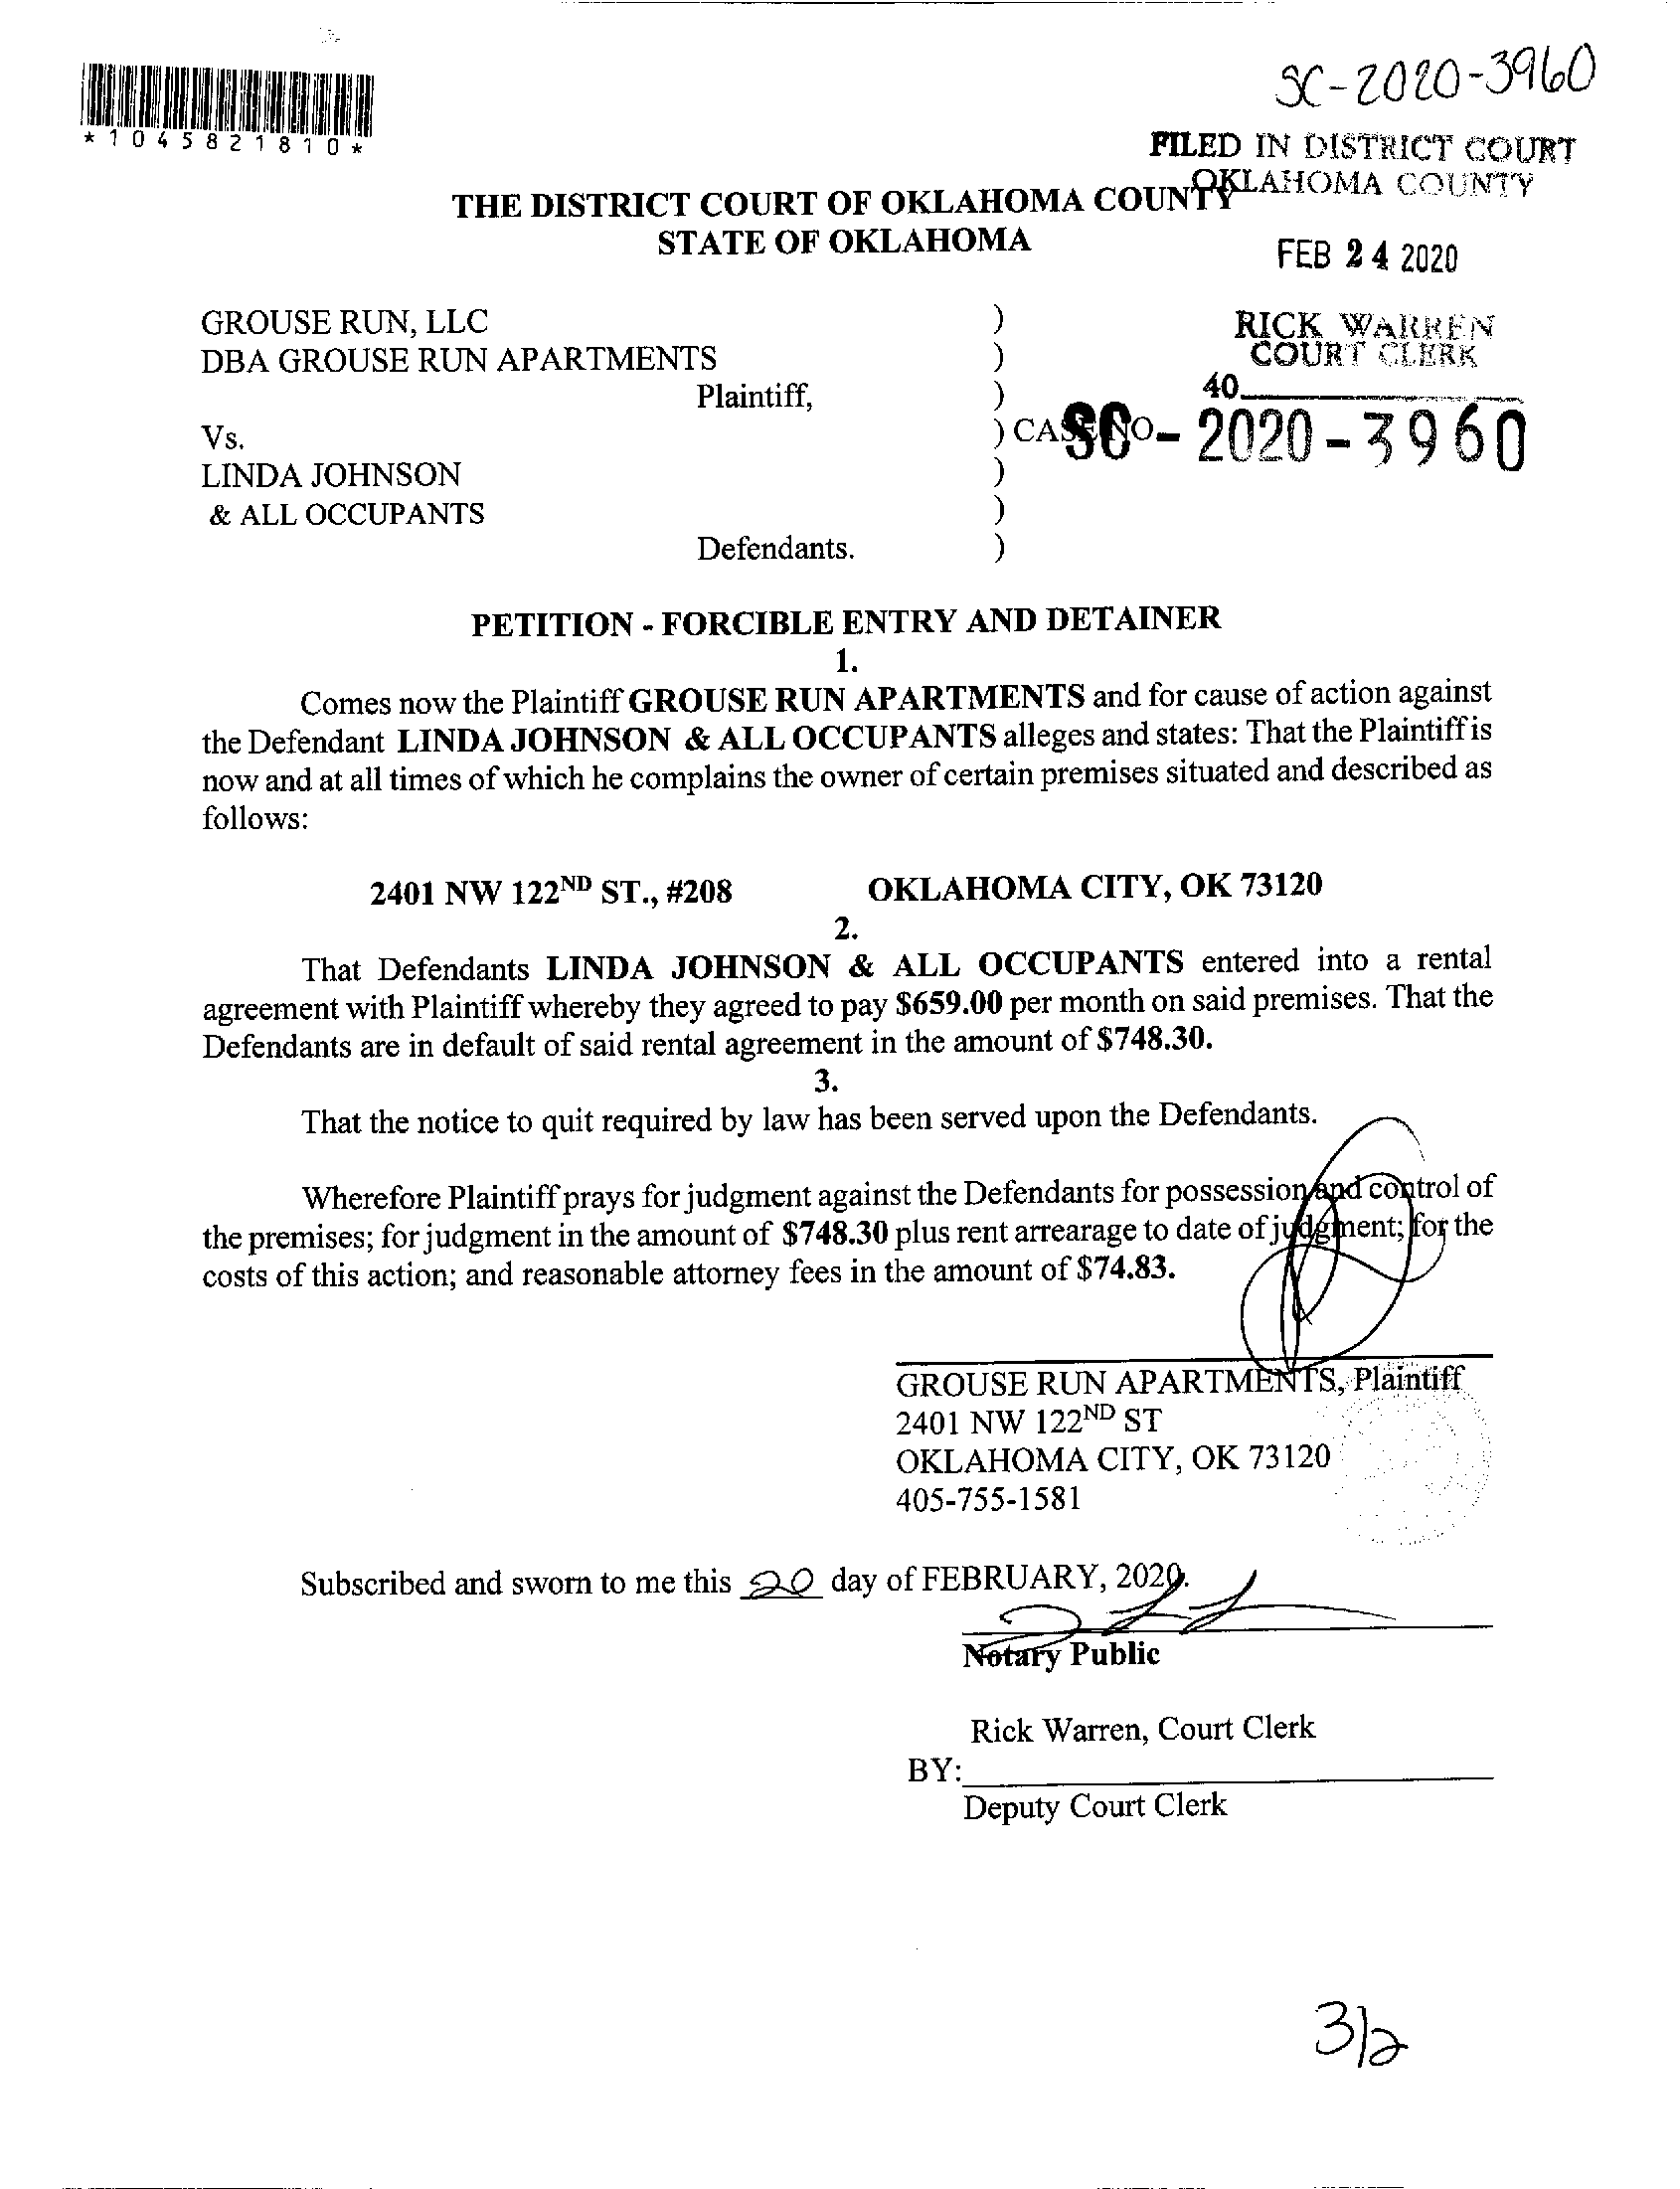 SC-2020-3960
*1045821810*
FILED IN DISTRICT COURT
OKLAHOMA COUNTY
THE DISTRICT COURT OF OKLAHOMA COUNTY
STATE OF OKLAHOMA
FEB 24 2020
GROUSE RUN, LLC )
DBA GROUSE RUN APARTMENTS )
Plaintiff, )
RICK WARREN
COURT CLERK
40
Vs. ) CASE NO
SC - 2020 - 3960
LINDA JOHNSON )
& ALL OCCUPANTS )
Defendants. )
PETITION - FORCIBLE ENTRY AND DETAINER
1.
Comes now the Plaintiff GROUSE RUN APARTMENTS and for cause of action against
the Defendant LINDA JOHNSON & ALL OCCUPANTS alleges and states: That the Plaintiff is
now and at all times of which he complains the owner of certain premises situated and described as
follows:
2401 NW 122ND ST., #208 OKLAHOMA CITY, OK 73120
2.
That Defendants LINDA JOHNSON & ALL OCCUPANTS entered into a rental
agreement with Plaintiff whereby they agreed to pay $659.00 per month on said premises. That the
Defendants are in default of said rental agreement in the amount of $748.30.
3.
That the notice to quit required by law has been served upon the Defendants.
Wherefore Plaintiff prays for judgment against the Defendants for possession and control of
the premises; for judgment in the amount of $748.30 plus rent arrearage to date of judgment; for the
costs of this action; and reasonable attorney fees in the amount of $74.83.
GROUSE RUN APARTMENTS, Plaintiff
2401 NW 122ND ST
OKLAHOMA CITY, OK 73120
405-755-1581
Subscribed and sworn to me this 20 day of FEBRUARY, 2020.
Notary Public
Rick Warren, Court Clerk
BY:
Deputy Court Clerk
3/2